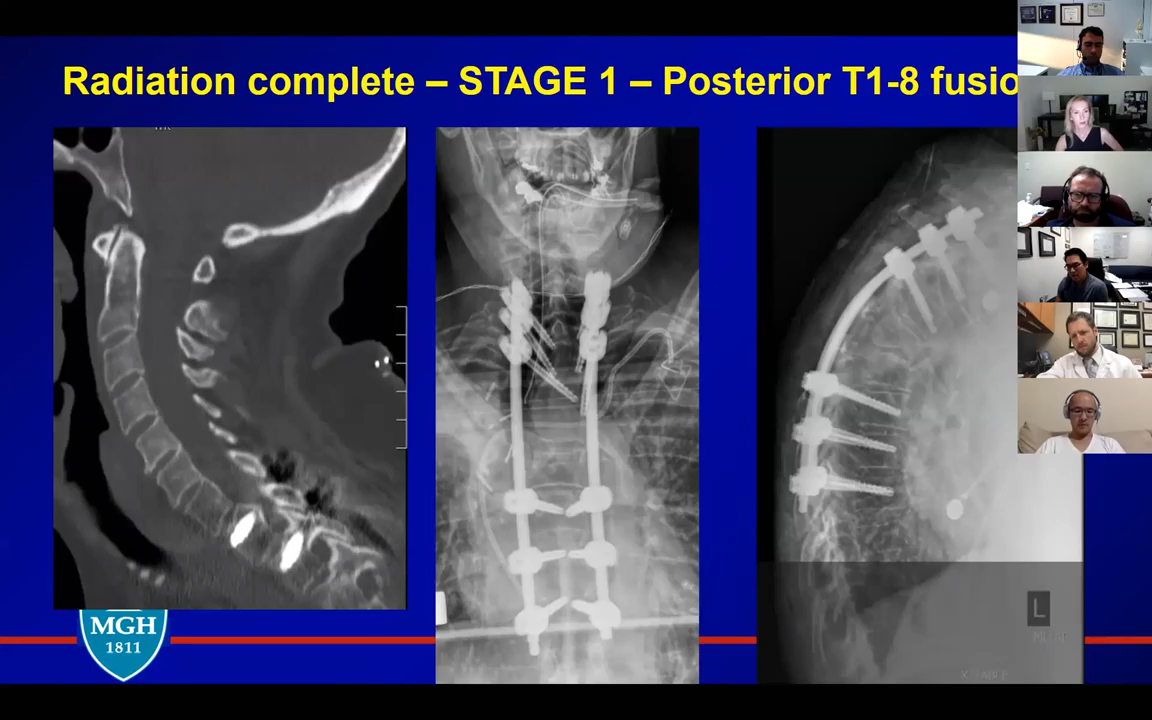 Radiation complete – STAGE 1 – Posterior T1-8 fusio
L
MGH
1811